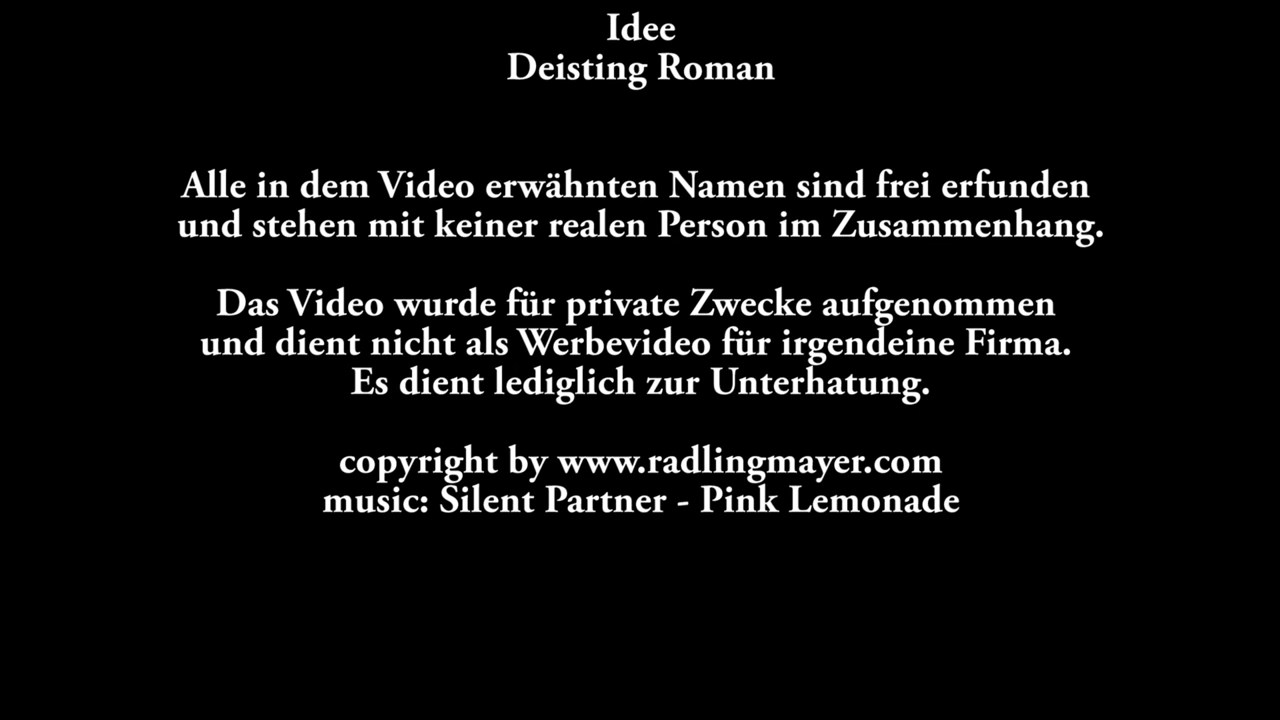 Idee
Deisting Roman
Alle in dem Video erwähnten Namen sind frei erfunden
und stehen mit keiner realen Person im Zusammenhang.
Das Video wurde für private Zwecke aufgenommen
und dient nicht als Werbevideo für irgendeine Firma.
Es dient lediglich zur Unterhatung.
copyright by www.radlingmayer.com
music: Silent Partner - Pink Lemonade